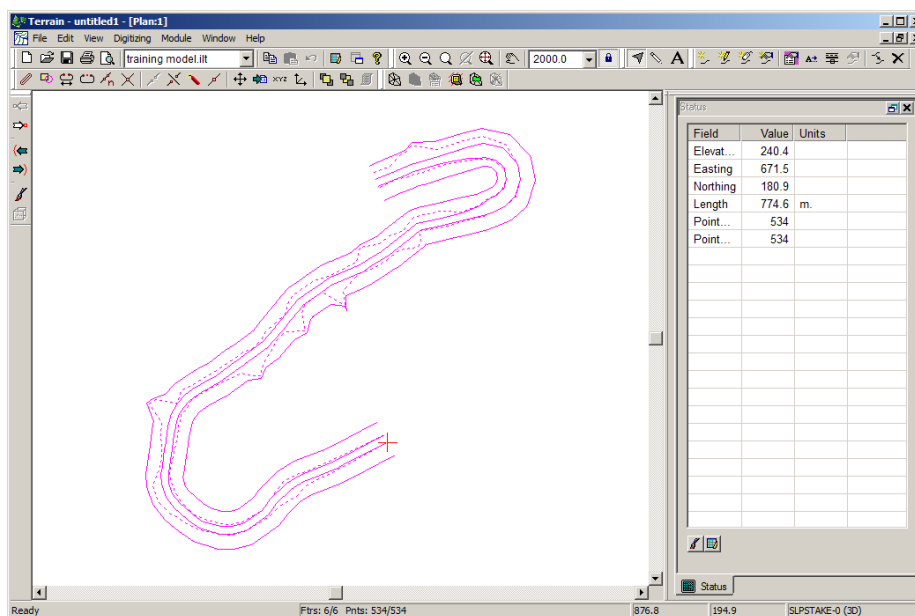 Terrain - untitled1 - [Plan:1]
File Edit View Digitizing Module Window Help
training model.ilt
2000.0
XYZ
Status
Field Value Units
Elevat... 240.4
Easting 671.5
Northing 180.9
Length 774.6 m.
Point... 534
Point... 534
Status
Ready
Ftrs: 6/6 Pnts: 534/534
876.8
194.9
SLPSTAKE-0 (3D)